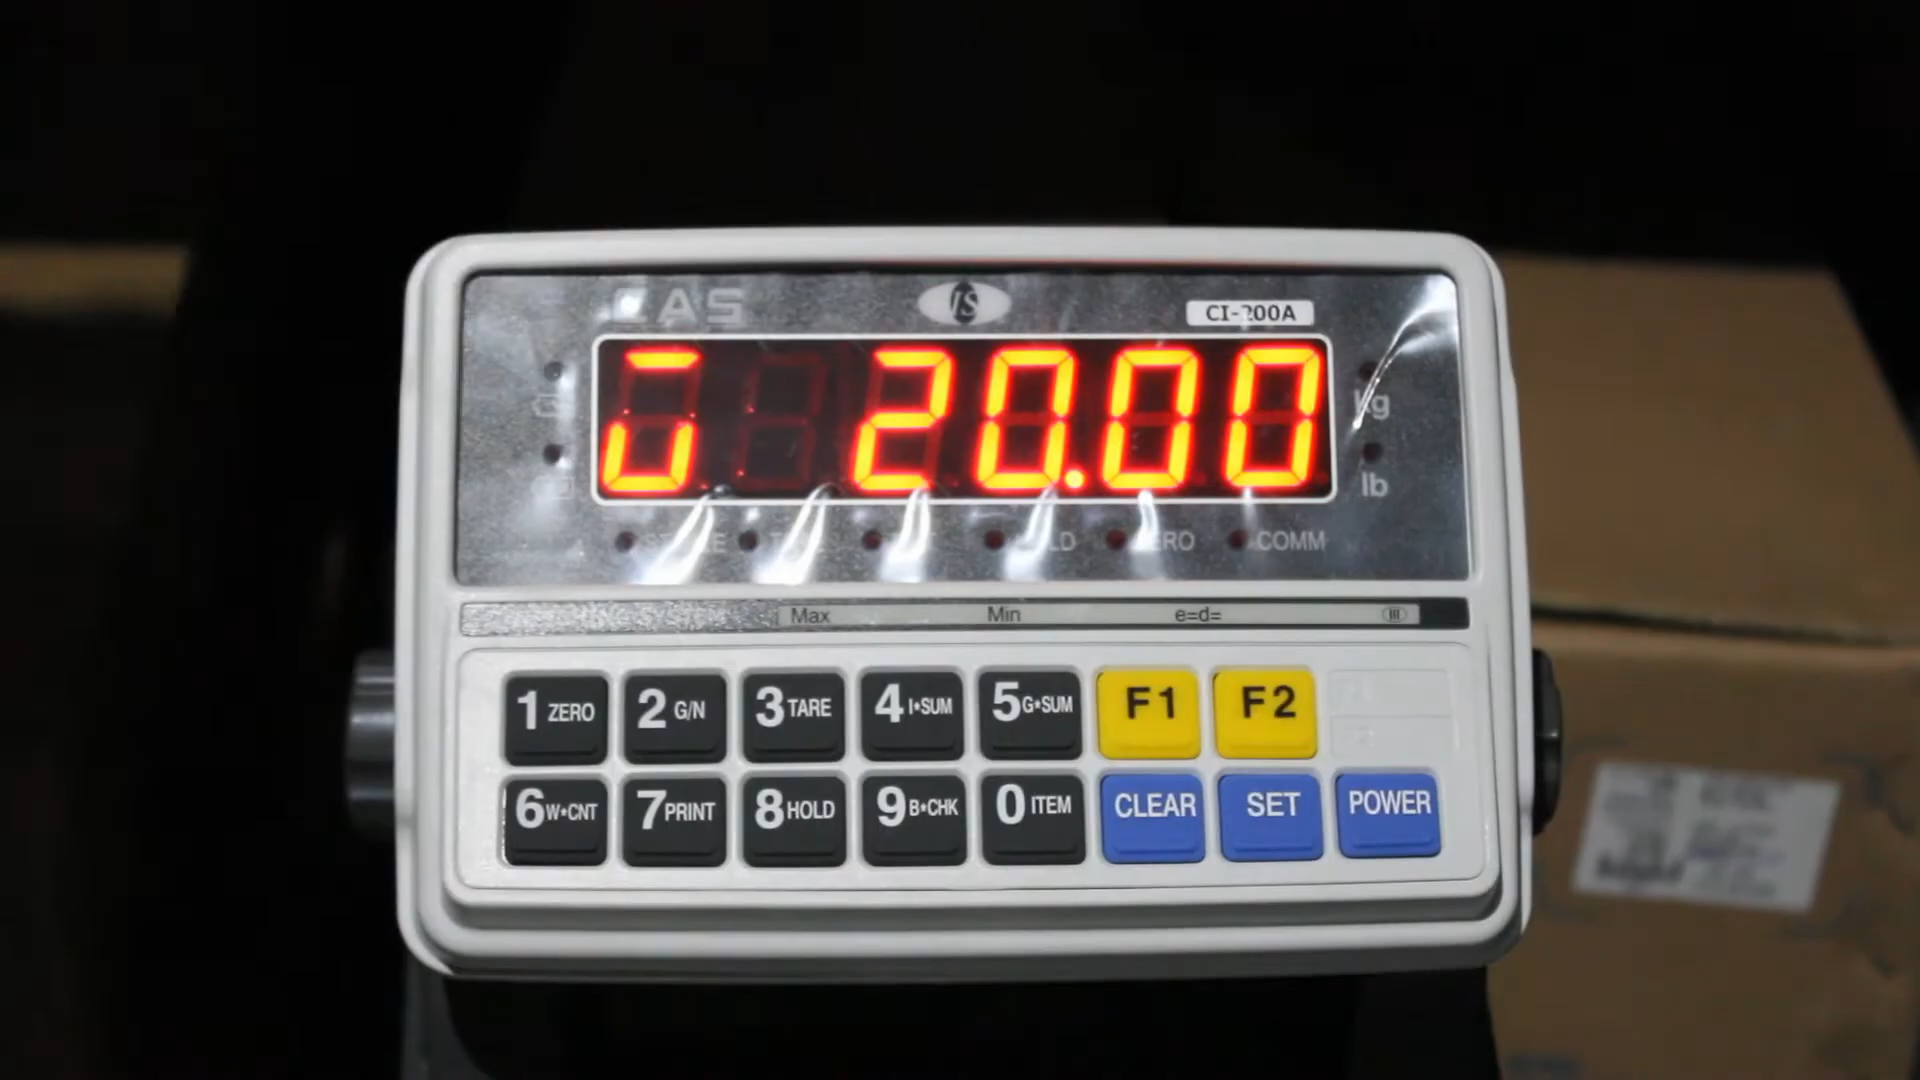 CAS
CI-200A
20.00
kg
lb
COMM
Max Min e=d= III
1 ZERO 2 G/N 3 TARE 4 I•SUM 5 G•SUM F1 F2
6 W•CNT 7 PRINT 8 HOLD 9 B•CHK 0 ITEM CLEAR SET POWER